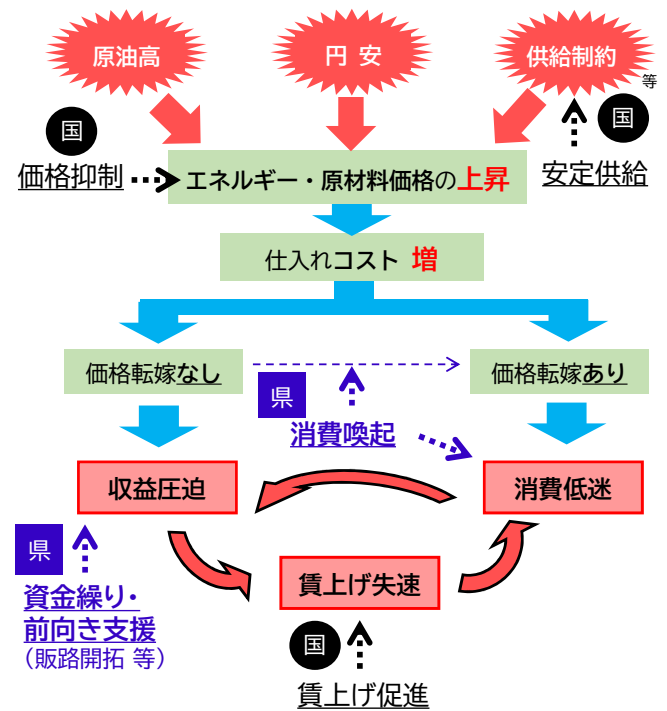 原油高
円 安
供給制約
等
国
価格抑制
国
安定供給
エネルギー・原材料価格の上昇
仕入れコスト 増
価格転嫁なし
価格転嫁あり
県
消費喚起
収益圧迫
消費低迷
県
資金繰り・
前向き支援
(販路開拓 等)
賃上げ失速
国
賃上げ促進